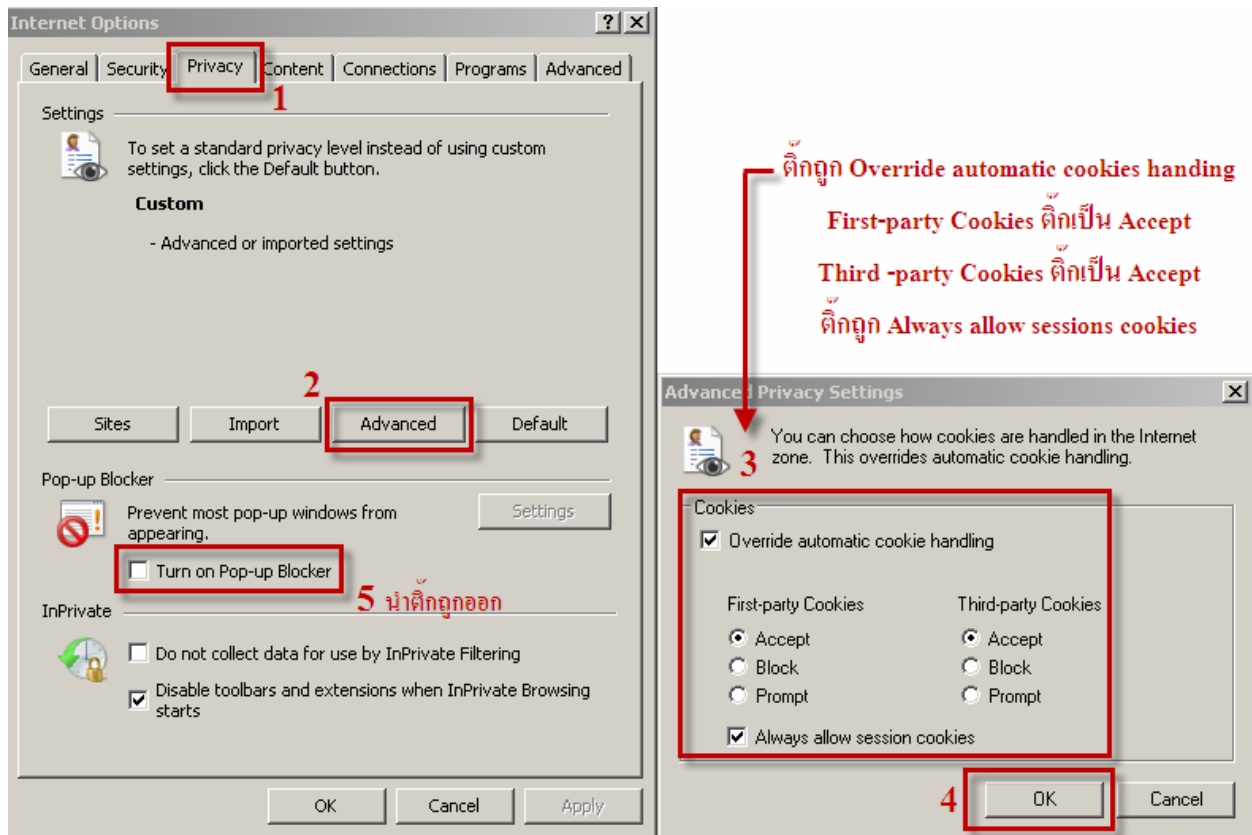 Internet Options
General Security Privacy Content Connections Programs Advanced
1
Settings
To set a standard privacy level instead of using custom
settings, click the Default button.
Custom
- Advanced or imported settings
2
Sites Import Advanced Default
Pop-up Blocker
Prevent most pop-up windows from
appearing.
Settings
Turn on Pop-up Blocker
5 นำติ๊กถูกออก
InPrivate
Do not collect data for use by InPrivate Filtering
Disable toolbars and extensions when InPrivate Browsing
starts
OK Cancel Apply
ติ๊กถูก Override automatic cookies handing
First-party Cookies ติ๊กเป็น Accept
Third -party Cookies ติ๊กเป็น Accept
ติ๊กถูก Always allow sessions cookies
Advanced Privacy Settings
You can choose how cookies are handled in the Internet
zone. This overrides automatic cookie handling.
3
Cookies
Override automatic cookie handling
First-party Cookies Third-party Cookies
Accept Accept
Block Block
Prompt Prompt
Always allow session cookies
4
OK Cancel